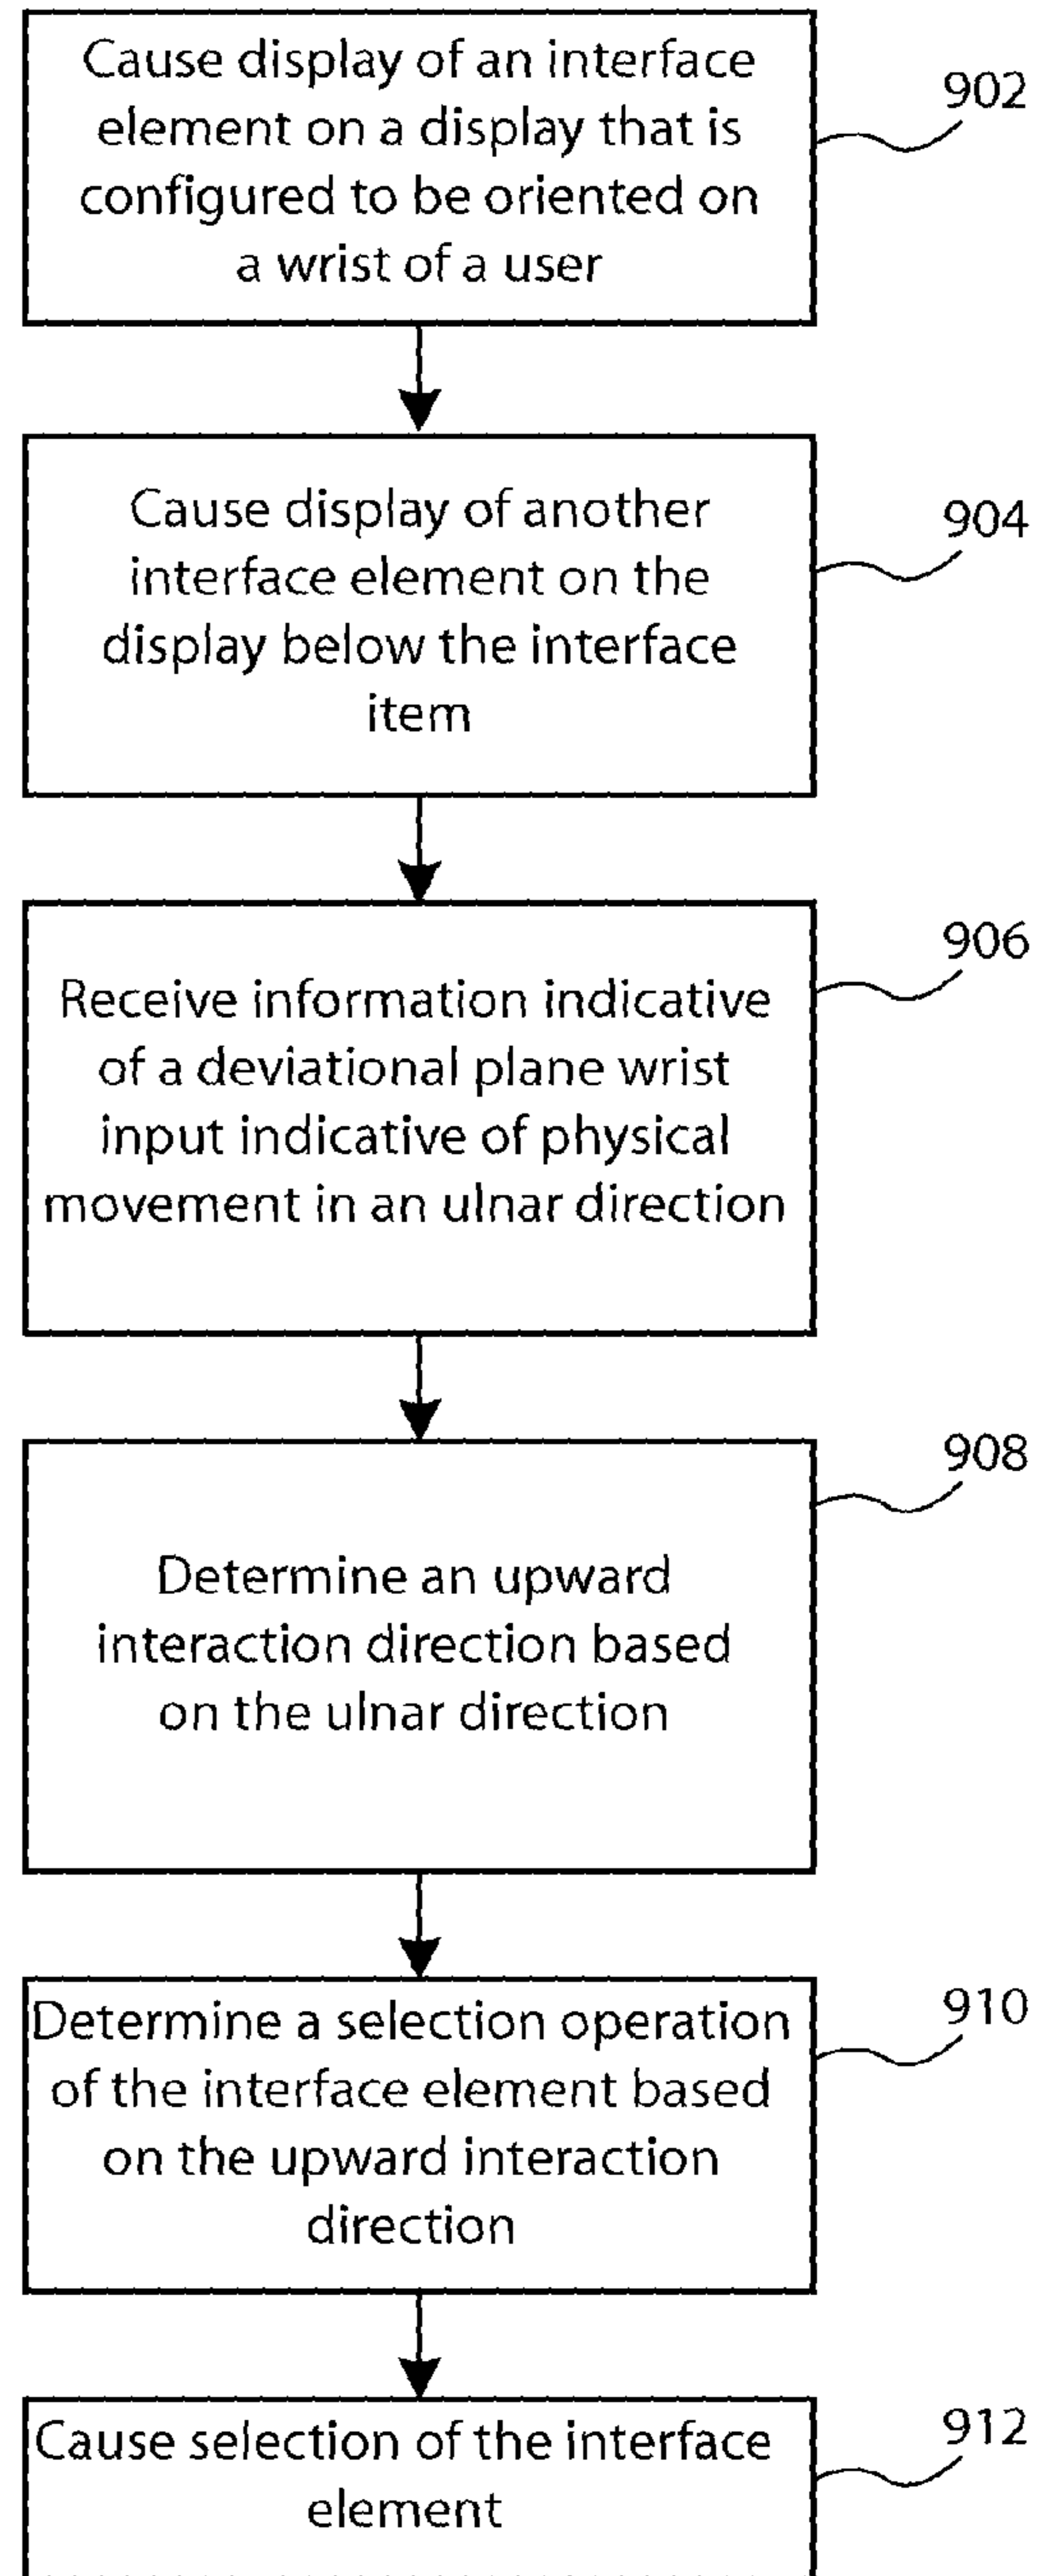 Cause display of an interface
element on a display that is
configured to be oriented on
a wrist of a user
902
Cause display of another
interface element on the
display below the interface
item
904
Receive information indicative
of a deviational plane wrist
input indicative of physical
movement in an ulnar direction
906
Determine an upward
interaction direction based
on the ulnar direction
908
Determine a selection operation
of the interface element based
on the upward interaction
direction
910
Cause selection of the interface
element
912